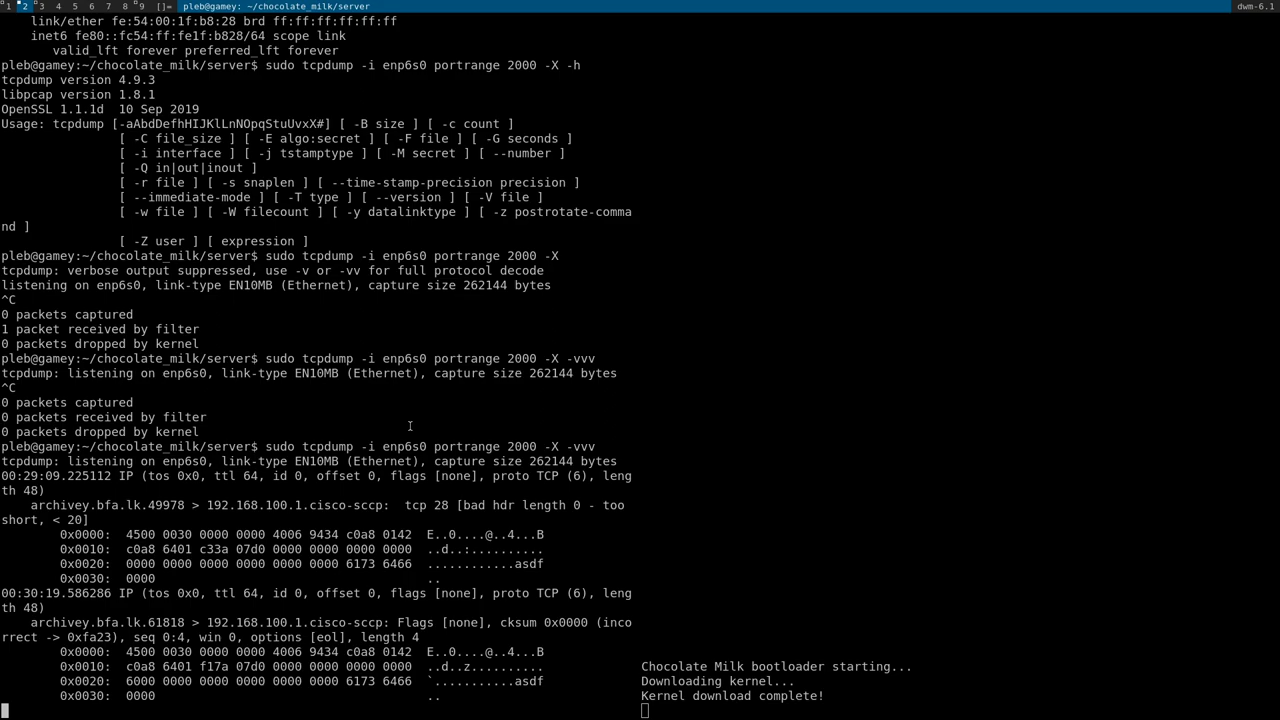 1 2 3 4 5 6 7 8 9 []= pleb@gamey: ~/chocolate_milk/server dwm-6.1
link/ether fe:54:00:1f:b8:28 brd ff:ff:ff:ff:ff:ff
inet6 fe80::fc54:ff:fe1f:b828/64 scope link
valid_lft forever preferred_lft forever
pleb@gamey:~/chocolate_milk/server$ sudo tcpdump -i enp6s0 portrange 2000 -X -h
tcpdump version 4.9.3
libpcap version 1.8.1
OpenSSL 1.1.1d  10 Sep 2019
Usage: tcpdump [-aAbdDefhHIJKlLnNOpqStuUvxX#] [ -B size ] [ -c count ]
[ -C file_size ] [ -E algo:secret ] [ -F file ] [ -G seconds ]
[ -i interface ] [ -j tstamptype ] [ -M secret ] [ --number ]
[ -Q in|out|inout ]
[ -r file ] [ -s snaplen ] [ --time-stamp-precision precision ]
[ --immediate-mode ] [ -T type ] [ --version ] [ -V file ]
[ -w file ] [ -W filecount ] [ -y datalinktype ] [ -z postrotate-comma
nd ]
[ -Z user ] [ expression ]
pleb@gamey:~/chocolate_milk/server$ sudo tcpdump -i enp6s0 portrange 2000 -X
tcpdump: verbose output suppressed, use -v or -vv for full protocol decode
listening on enp6s0, link-type EN10MB (Ethernet), capture size 262144 bytes
^C
0 packets captured
1 packet received by filter
0 packets dropped by kernel
pleb@gamey:~/chocolate_milk/server$ sudo tcpdump -i enp6s0 portrange 2000 -X -vvv
tcpdump: listening on enp6s0, link-type EN10MB (Ethernet), capture size 262144 bytes
^C
0 packets captured
0 packets received by filter
0 packets dropped by kernel
pleb@gamey:~/chocolate_milk/server$ sudo tcpdump -i enp6s0 portrange 2000 -X -vvv
tcpdump: listening on enp6s0, link-type EN10MB (Ethernet), capture size 262144 bytes
00:29:09.225112 IP (tos 0x0, ttl 64, id 0, offset 0, flags [none], proto TCP (6), leng
th 48)
archivey.bfa.lk.49978 > 192.168.100.1.cisco-sccp:  tcp 28 [bad hdr length 0 - too
short, < 20]
0x0000:  4500 0030 0000 0000 4006 9434 c0a8 0142  E..0....@..4...B
0x0010:  c0a8 6401 c33a 07d0 0000 0000 0000 0000  ..d..:..........
0x0020:  0000 0000 0000 0000 0000 0000 6173 6466  ............asdf
0x0030:  0000                                     ..
00:30:19.586286 IP (tos 0x0, ttl 64, id 0, offset 0, flags [none], proto TCP (6), leng
th 48)
archivey.bfa.lk.61818 > 192.168.100.1.cisco-sccp: Flags [none], cksum 0x0000 (inco
rrect -> 0xfa23), seq 0:4, win 0, options [eol], length 4
0x0000:  4500 0030 0000 0000 4006 9434 c0a8 0142  E..0....@..4...B
0x0010:  c0a8 6401 f17a 07d0 0000 0000 0000 0000  ..d..z..........
0x0020:  6000 0000 0000 0000 0000 0000 6173 6466  `...........asdf
0x0030:  0000                                     ..
Chocolate Milk bootloader starting...
Downloading kernel...
Kernel download complete!